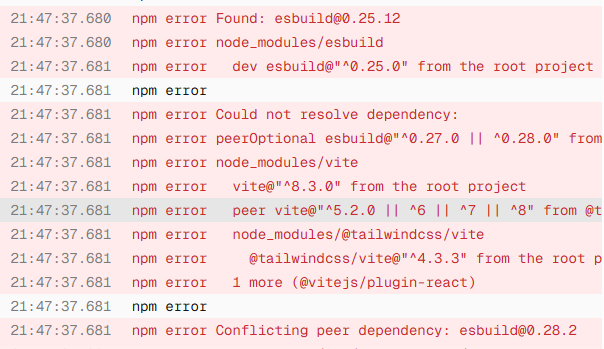 21:47:37.680 npm error Found: esbuild@0.25.12
21:47:37.680 npm error node_modules/esbuild
21:47:37.681 npm error   dev esbuild@"^0.25.0" from the root project
21:47:37.681 npm error
21:47:37.681 npm error Could not resolve dependency:
21:47:37.681 npm error peerOptional esbuild@"^0.27.0 || ^0.28.0" from
21:47:37.681 npm error node_modules/vite
21:47:37.681 npm error   vite@"^8.3.0" from the root project
21:47:37.681 npm error   peer vite@"^5.2.0 || ^6 || ^7 || ^8" from @t
21:47:37.681 npm error   node_modules/@tailwindcss/vite
21:47:37.681 npm error     @tailwindcss/vite@"^4.3.3" from the root p
21:47:37.681 npm error   1 more (@vitejs/plugin-react)
21:47:37.681 npm error
21:47:37.681 npm error Conflicting peer dependency: esbuild@0.28.2